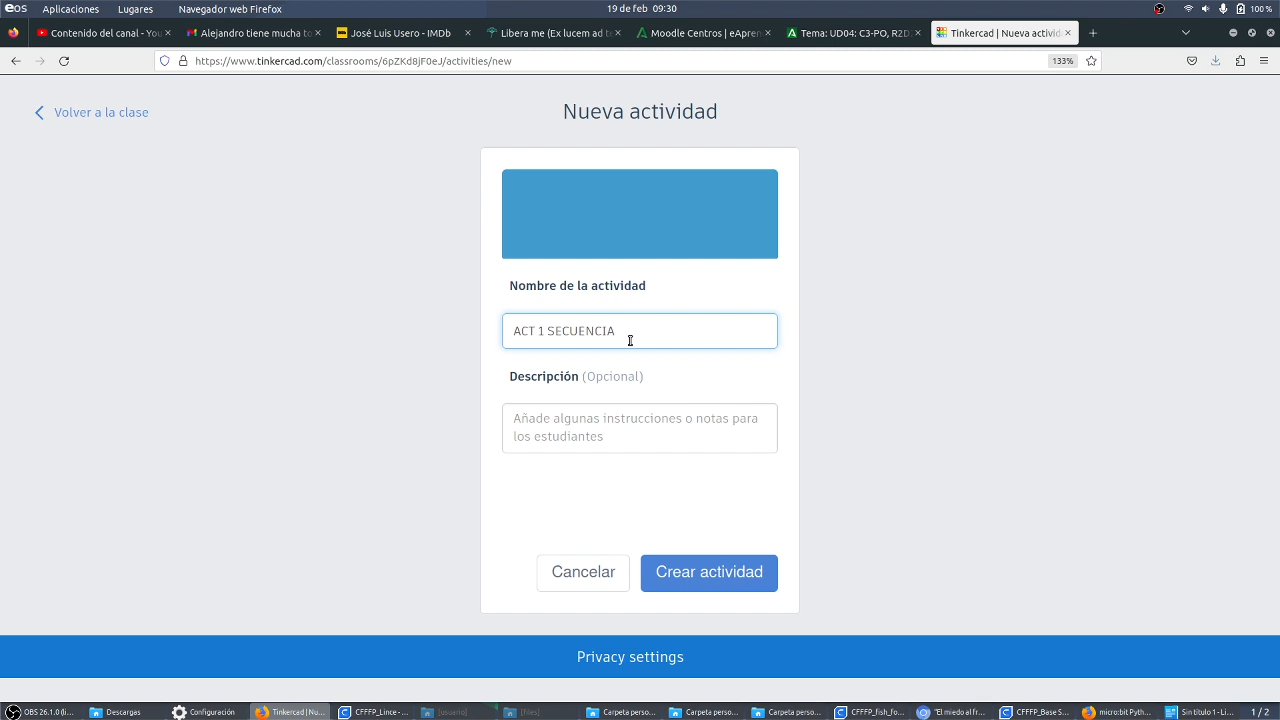 eos Aplicaciones Lugares Navegador web Firefox 19 de feb 09:30 100 %
Contenido del canal - You Alejandro tiene mucha to José Luis Usero - IMDb Libera me (Ex lucem ad te Moodle Centros | eApren Tema: UD04: C3-PO, R2D Tinkercad | Nueva activid
https://www.tinkercad.com/classrooms/6pZKd8jF0eJ/activities/new 133%
Volver a la clase
Nueva actividad
Nombre de la actividad
ACT 1 SECUENCIA
Descripción (Opcional)
Añade algunas instrucciones o notas para
los estudiantes
Cancelar Crear actividad
Privacy settings
OBS 26.1.0 (li... Descargas Configuración Tinkercad | Nu... CFFFP_Lince - ... [usuario] [files] Carpeta perso... Carpeta perso... Carpeta perso... CFFFP_fish_fo... "El miedo al fr... CFFFP_Base S... micro:bit Pyth... Sin título 1 - Li... 1 / 2